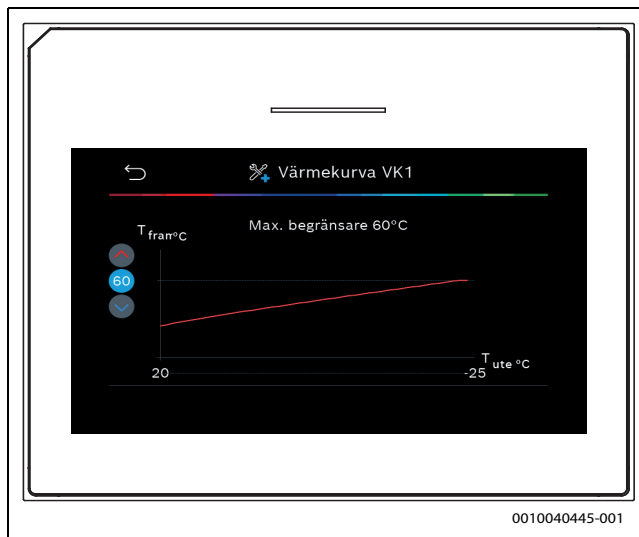 Värmekurva VK1
Max. begränsare 60°C
T fram°C
60
T ute °C
20
-25
0010040445-001